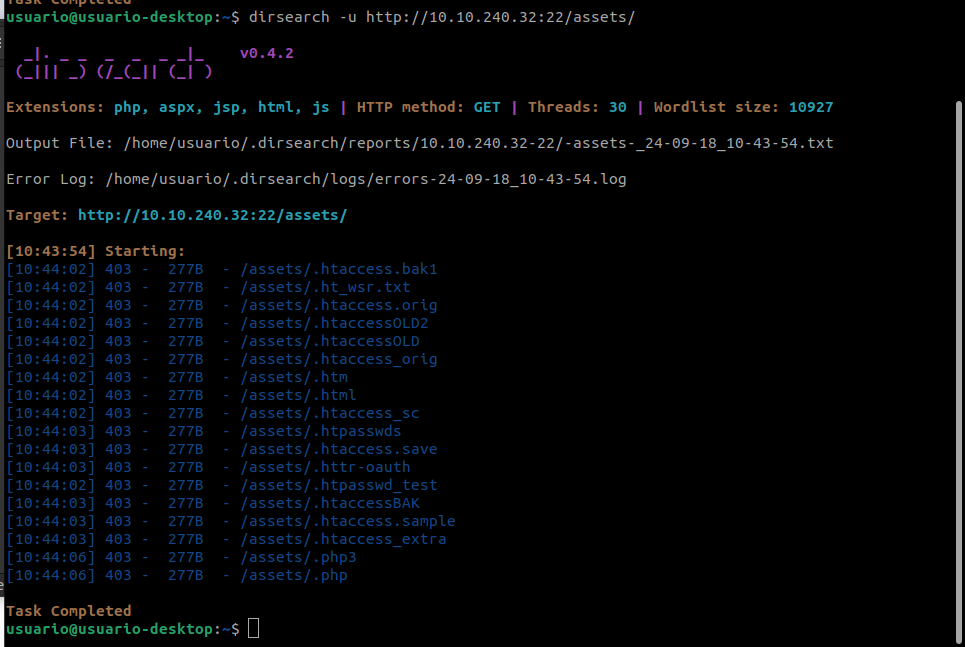 Task Completed
usuario@usuario-desktop:~$ dirsearch -u http://10.10.240.32:22/assets/
  _|. _ _  _  _  _ _|_    v0.4.2
 (_||| _) (/_(_|| (_| )
Extensions: php, aspx, jsp, html, js | HTTP method: GET | Threads: 30 | Wordlist size: 10927
Output File: /home/usuario/.dirsearch/reports/10.10.240.32-22/-assets-_24-09-18_10-43-54.txt
Error Log: /home/usuario/.dirsearch/logs/errors-24-09-18_10-43-54.log
Target: http://10.10.240.32:22/assets/
[10:43:54] Starting:
[10:44:02] 403 -  277B  - /assets/.htaccess.bak1
[10:44:02] 403 -  277B  - /assets/.ht_wsr.txt
[10:44:02] 403 -  277B  - /assets/.htaccess.orig
[10:44:02] 403 -  277B  - /assets/.htaccessOLD2
[10:44:02] 403 -  277B  - /assets/.htaccessOLD
[10:44:02] 403 -  277B  - /assets/.htaccess_orig
[10:44:02] 403 -  277B  - /assets/.htm
[10:44:02] 403 -  277B  - /assets/.html
[10:44:02] 403 -  277B  - /assets/.htaccess_sc
[10:44:03] 403 -  277B  - /assets/.htpasswds
[10:44:03] 403 -  277B  - /assets/.htaccess.save
[10:44:03] 403 -  277B  - /assets/.httr-oauth
[10:44:02] 403 -  277B  - /assets/.htpasswd_test
[10:44:03] 403 -  277B  - /assets/.htaccessBAK
[10:44:03] 403 -  277B  - /assets/.htaccess.sample
[10:44:03] 403 -  277B  - /assets/.htaccess_extra
[10:44:06] 403 -  277B  - /assets/.php3
[10:44:06] 403 -  277B  - /assets/.php
Task Completed
usuario@usuario-desktop:~$